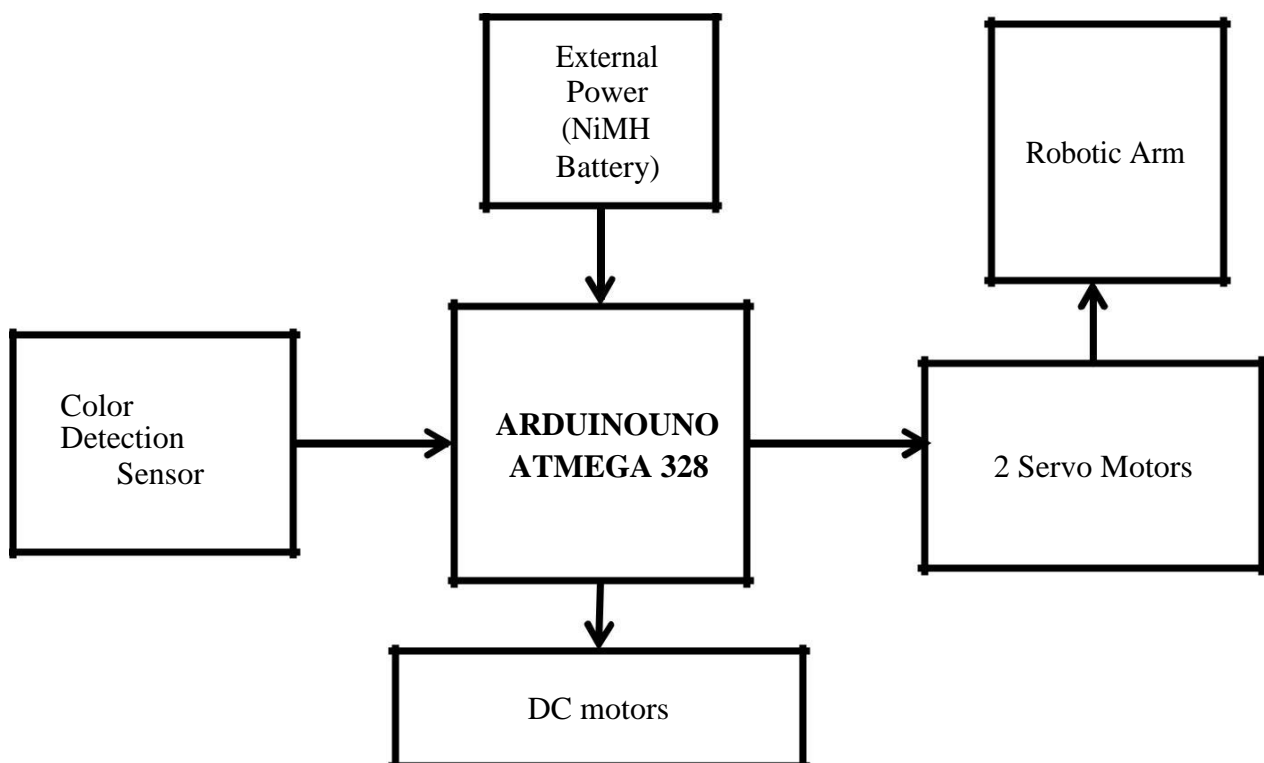 External
Power
(NiMH
Battery)
Robotic Arm
Color
Detection
Sensor
ARDUINOUNO
ATMEGA 328
2 Servo Motors
DC motors